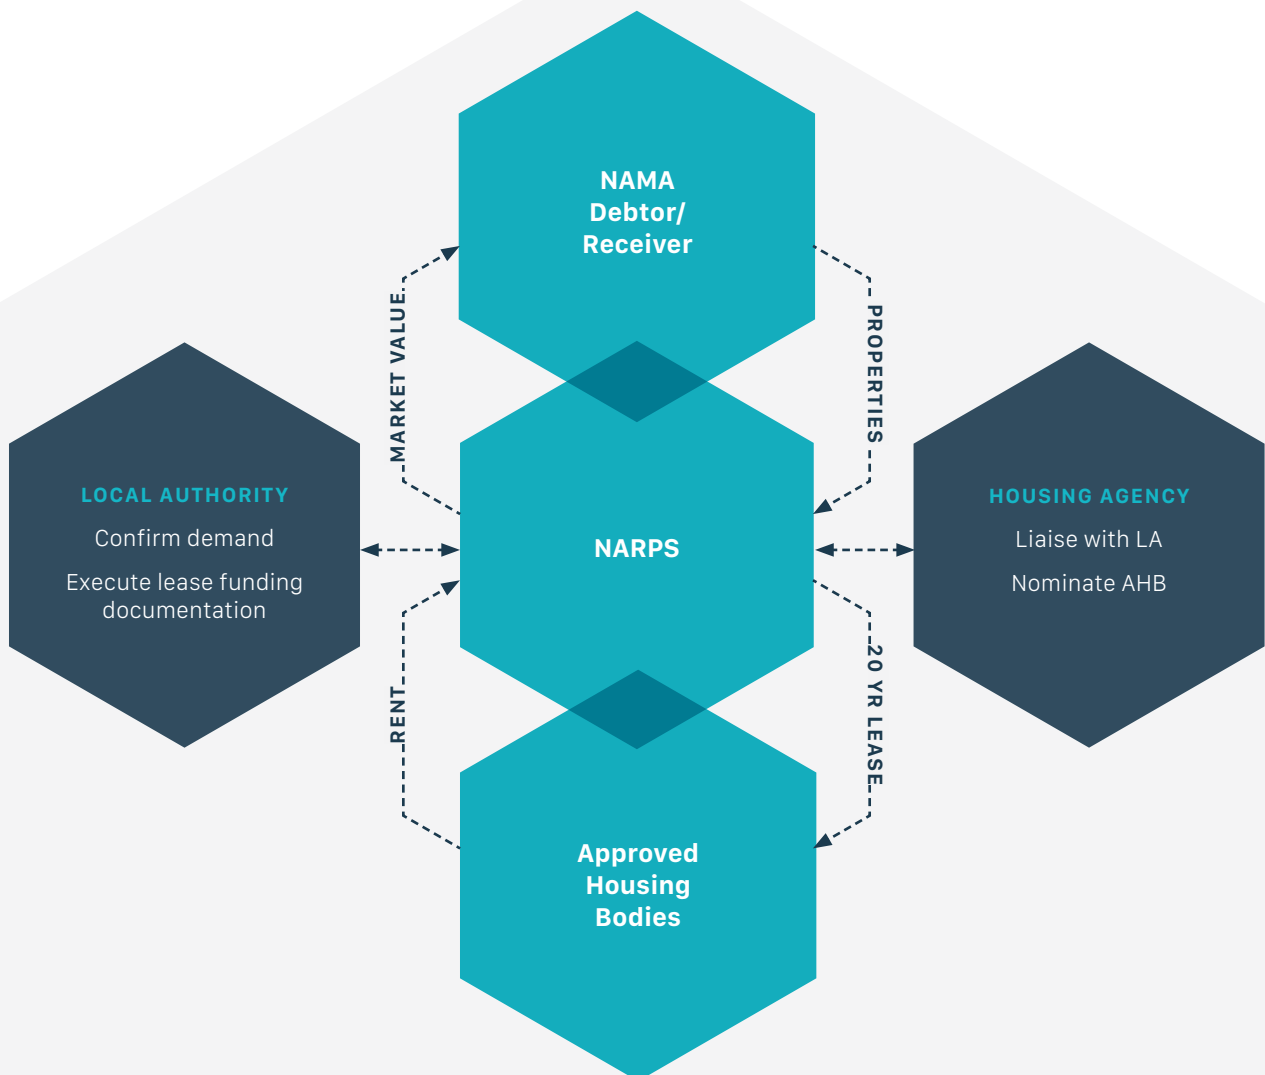 NAMA
Debtor/
Receiver
MARKET VALUE
PROPERTIES
LOCAL AUTHORITY
Confirm demand
Execute lease funding
documentation
NARPS
HOUSING AGENCY
Liaise with LA
Nominate AHB
RENT
20 YR LEASE
Approved
Housing
Bodies